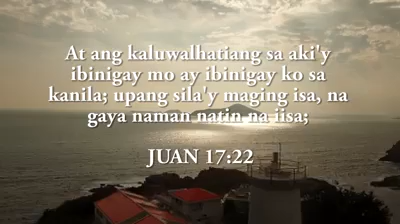 At ang kaluwalhatiang sa aki'y
ibinigay mo ay ibinigay ko sa
kanila; upang sila'y maging isa, na
gaya naman natin na iisa;
JUAN 17:22